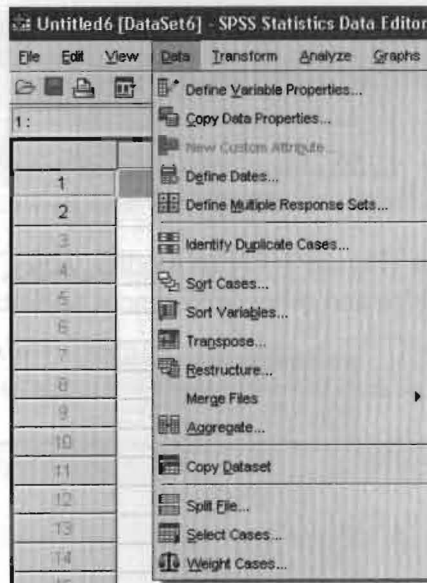 Untitled6 [DataSet6] - SPSS Statistics Data Editor
File Edit View Data Transform Analyze Graphs
1 :
Define Variable Properties...
Copy Data Properties...
New Custom Attribute...
Define Dates...
Define Multiple Response Sets...
Identify Duplicate Cases...
Sort Cases...
Sort Variables...
Transpose...
Restructure...
Merge Files
Aggregate...
Copy Dataset
Split File...
Select Cases...
Weight Cases...
1
2
3
4
5
6
7
8
9
10
11
12
13
14